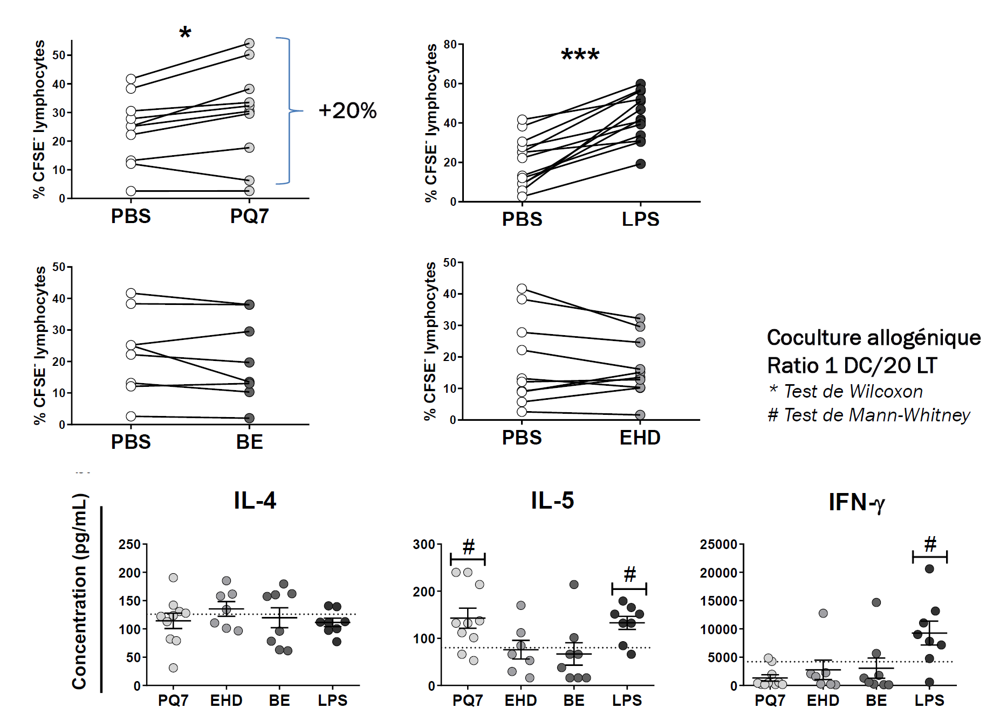 *
% CFSE- lymphocytes
50
40
30
20
10
0
PBS
PQ7
+20%
***
% CFSE- lymphocytes
80
60
40
20
0
PBS
LPS
% CFSE- lymphocytes
50
40
30
20
10
0
PBS
BE
% CFSE- lymphocytes
50
40
30
20
10
0
PBS
EHD
Coculture allogénique
Ratio 1 DC/20 LT
* Test de Wilcoxon
# Test de Mann-Whitney
Concentration (pg/mL)
IL-4
250
200
150
100
50
0
PQ7
EHD
BE
LPS
IL-5
300
200
100
0
#
#
PQ7
EHD
BE
LPS
IFN-γ
25000
20000
15000
10000
5000
0
#
PQ7
EHD
BE
LPS